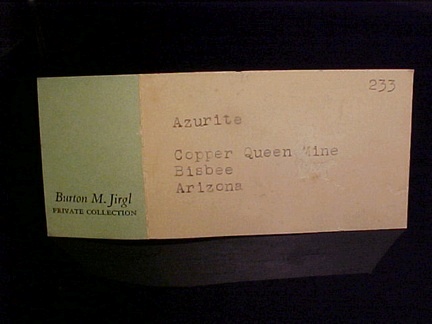 233
Azurite
Copper Queen Mine
Bisbee
Arizona
Burton M. Jirgl
PRIVATE COLLECTION